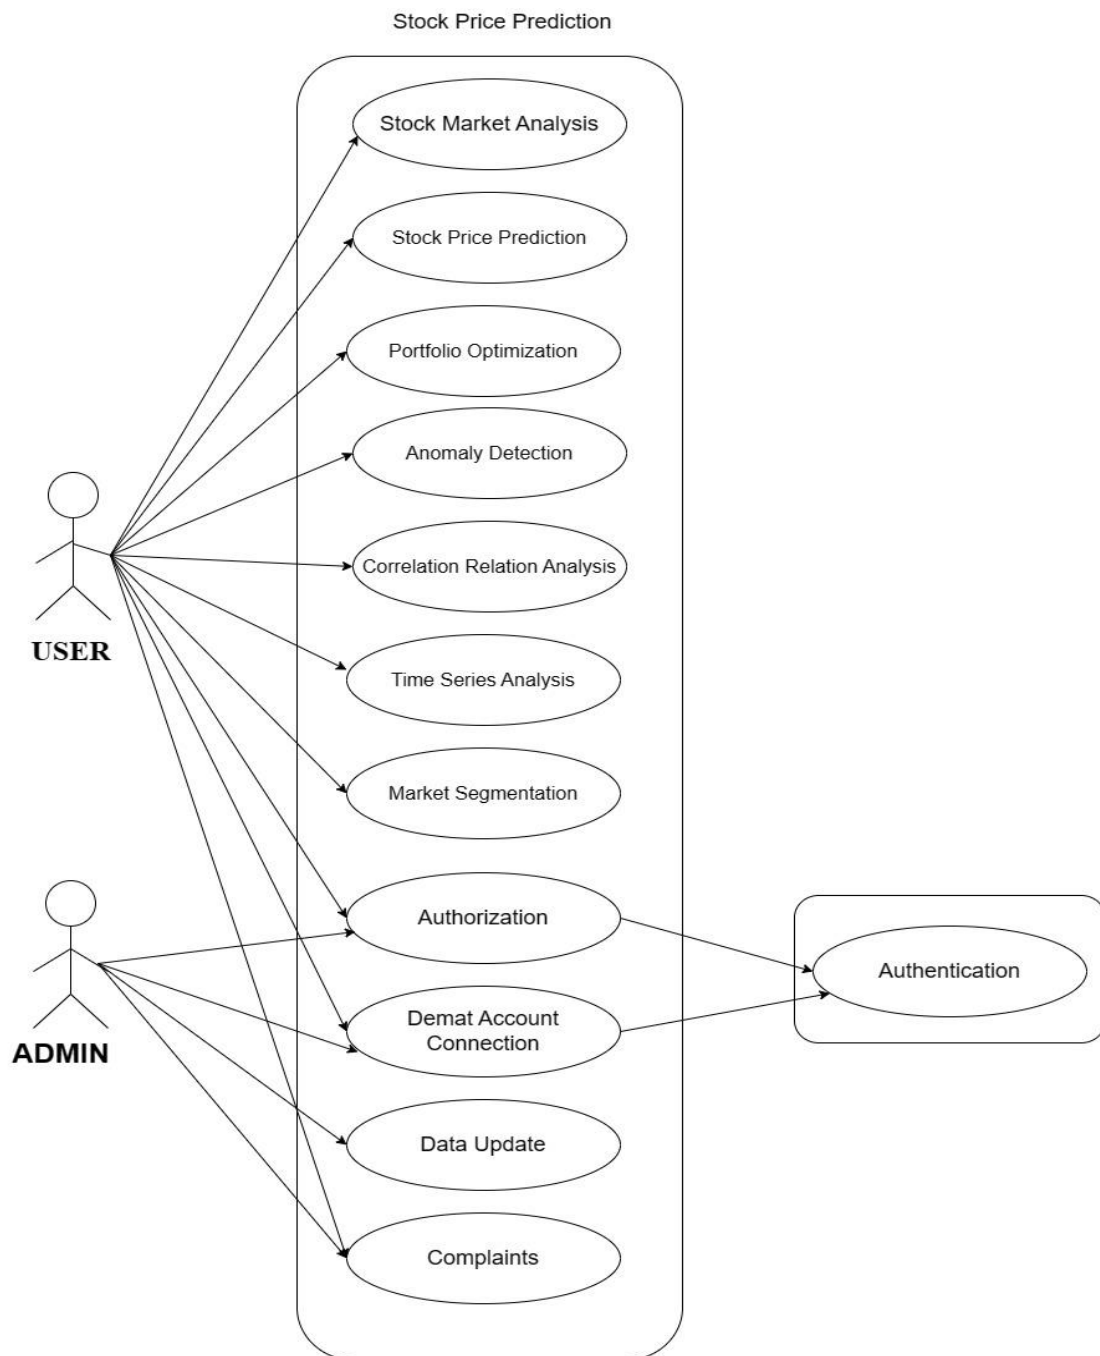 Stock Price Prediction
Stock Market Analysis
Stock Price Prediction
Portfolio Optimization
Anomaly Detection
Correlation Relation Analysis
USER
Time Series Analysis
Market Segmentation
Authorization
Authentication
Demat Account
Connection
ADMIN
Data Update
Complaints